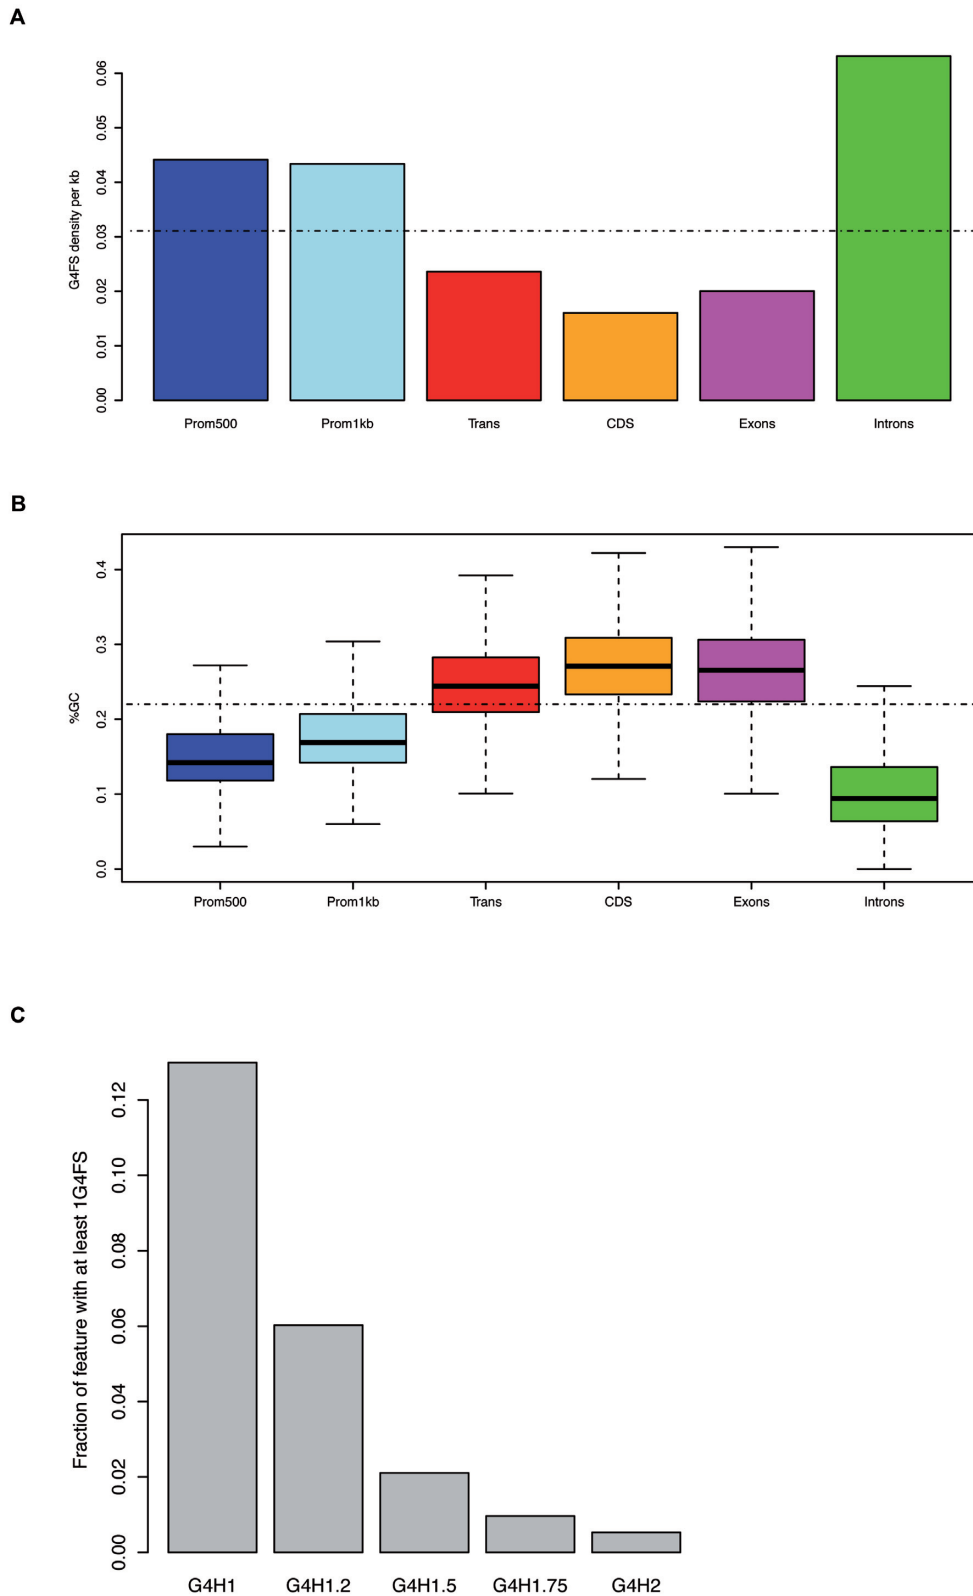 A
G4FS density per kb
0.06
0.05
0.04
0.03
0.02
0.01
0.00
Prom500 Prom1kb Trans CDS Exons Introns
B
%GC
0.4
0.3
0.2
0.1
0.0
Prom500 Prom1kb Trans CDS Exons Introns
C
Fraction of feature with at least 1G4FS
0.12
0.10
0.08
0.06
0.04
0.02
0.00
G4H1 G4H1.2 G4H1.5 G4H1.75 G4H2